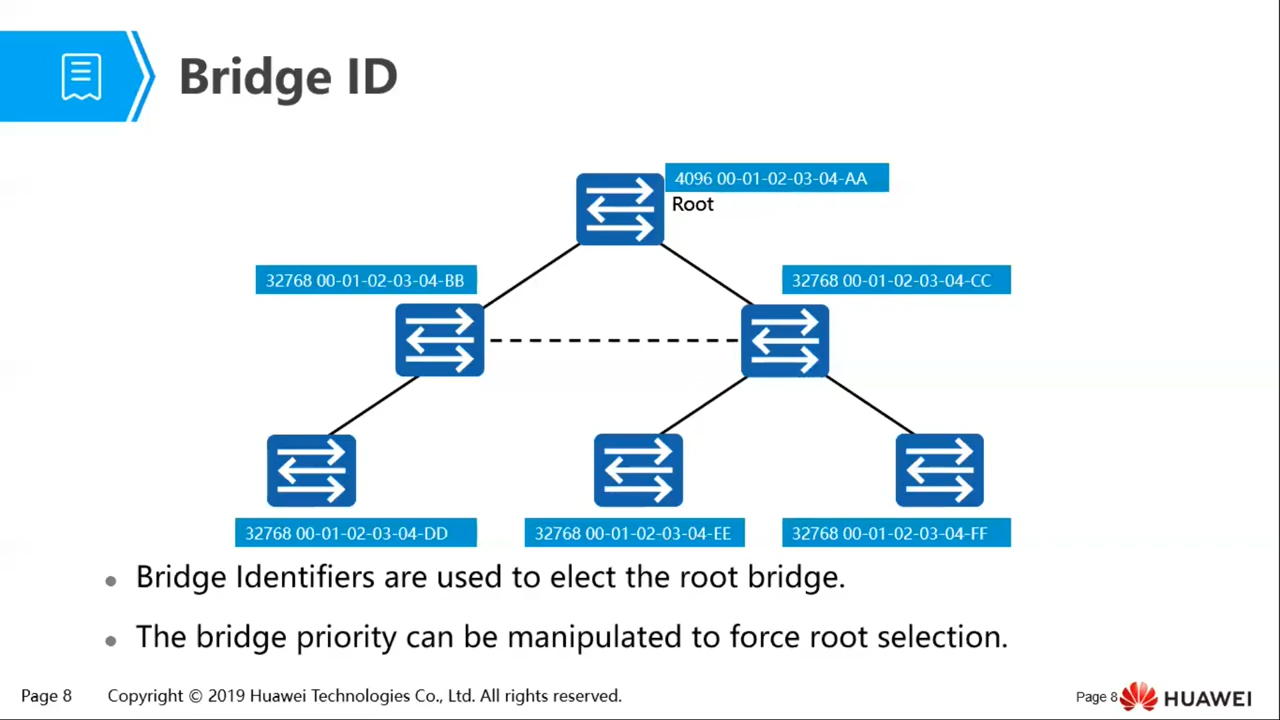 Bridge ID
4096 00-01-02-03-04-AA
Root
32768 00-01-02-03-04-BB
32768 00-01-02-03-04-CC
32768 00-01-02-03-04-DD
32768 00-01-02-03-04-EE
32768 00-01-02-03-04-FF
Bridge Identifiers are used to elect the root bridge.
The bridge priority can be manipulated to force root selection.
Page 8
Copyright © 2019 Huawei Technologies Co., Ltd. All rights reserved.
Page 8
HUAWEI